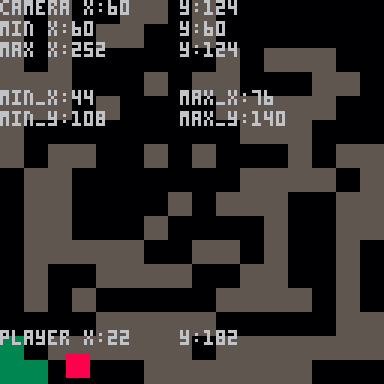 CAMERA X:60 Y:124
MIN X:60 Y:60
MAX X:252 Y:124
MIN_X:44 MAX_X:76
MIN_Y:108 MAX_Y:140
PLAYER X:22 Y:182